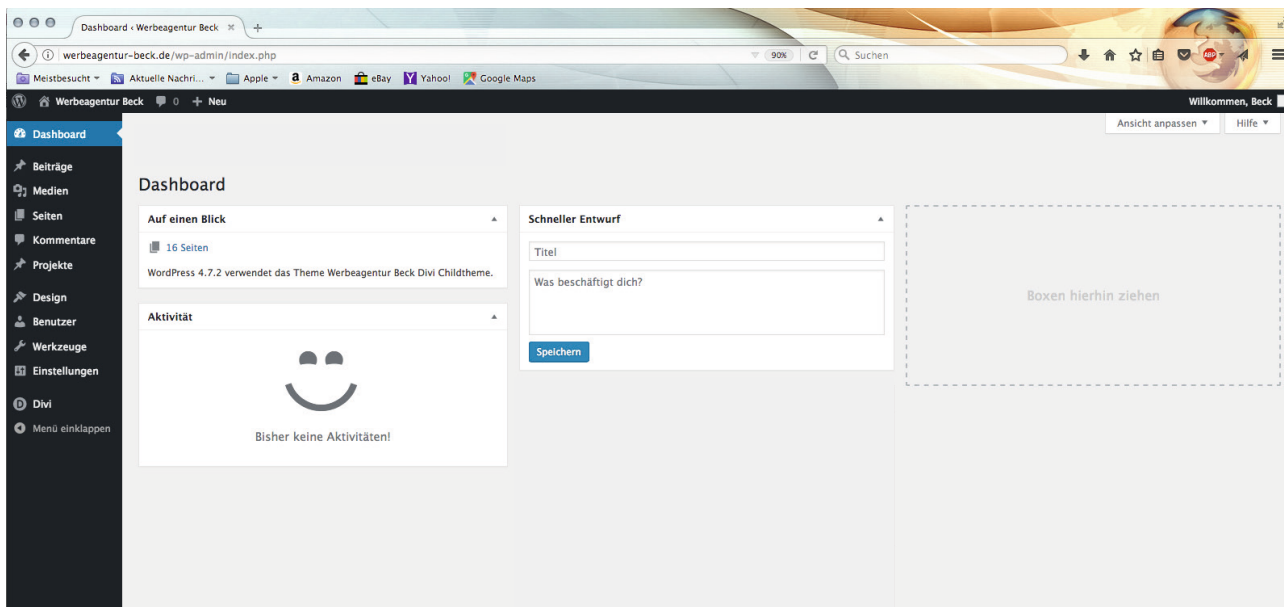 Dashboard ‹ Werbeagentur Beck × +
werbeagentur-beck.de/wp-admin/index.php 90% Suchen ABP
Meistbesucht Aktuelle Nachri... Apple a Amazon eBay Y Yahoo! Google Maps
Werbeagentur Beck 0 + Neu Willkommen, Beck
Ansicht anpassen Hilfe
Dashboard
Beiträge
Medien
Seiten
Kommentare
Projekte
Design
Benutzer
Werkzeuge
Einstellungen
D Divi
Menü einklappen
Dashboard
Auf einen Blick
16 Seiten
WordPress 4.7.2 verwendet das Theme Werbeagentur Beck Divi Childtheme.
Aktivität
Bisher keine Aktivitäten!
Schneller Entwurf
Titel
Was beschäftigt dich?
Speichern
Boxen hierhin ziehen